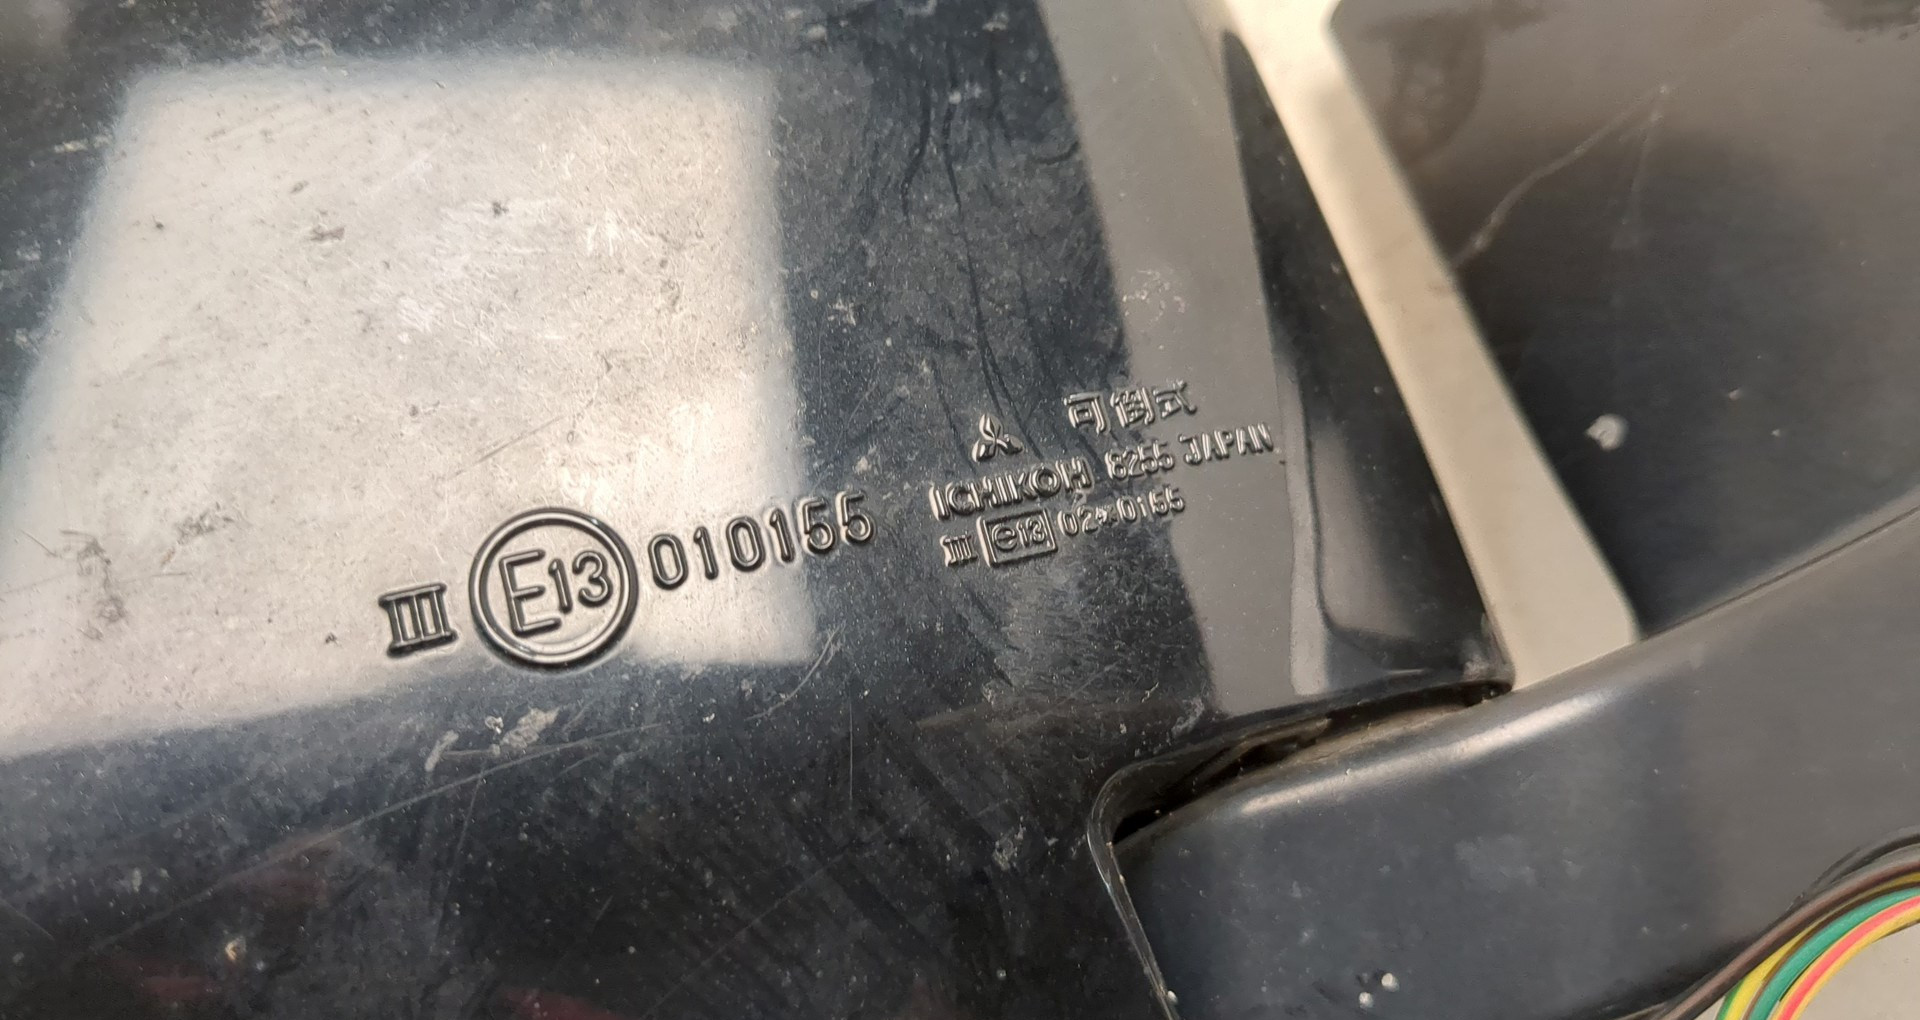 可倒式
ICHIKOH 8255 JAPAN
III e13 02*0155
III E13 010155